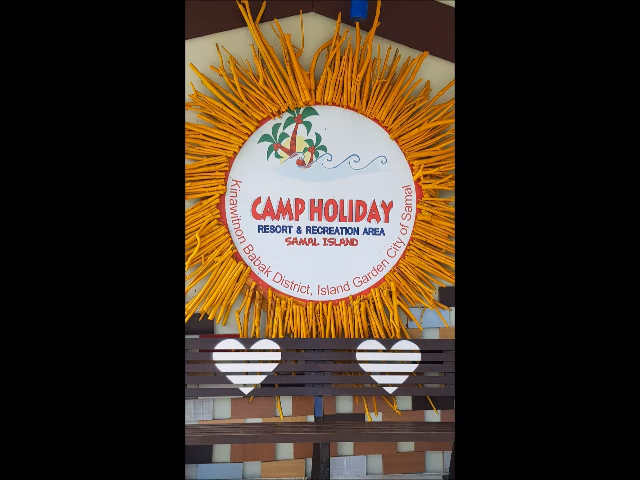 CAMP HOLIDAY
RESORT & RECREATION AREA
SAMAL ISLAND
Kinawitnon Babak District, Island Garden City of Samal